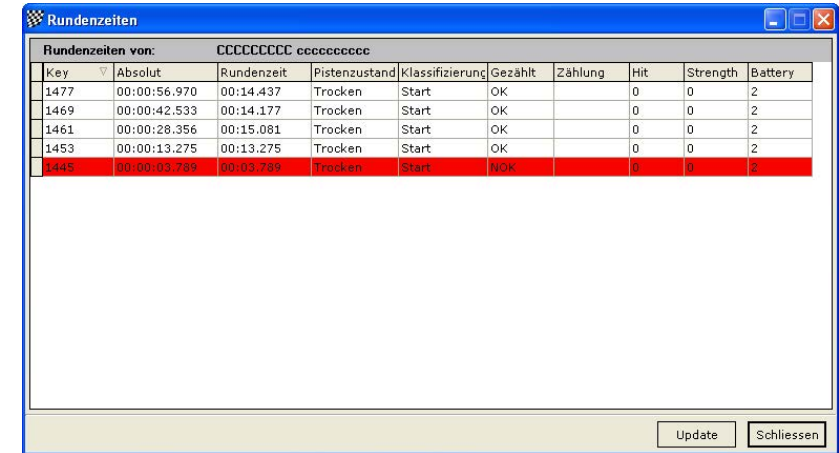 Rundenzeiten
Rundenzeiten von: CCCCCCCCC cccccccccc
Key Absolut Rundenzeit Pistenzustand Klassifizierung Gezählt Zählung Hit Strength Battery
1477 00:00:56.970 00:14.437 Trocken Start OK 0 0 2
1469 00:00:42.533 00:14.177 Trocken Start OK 0 0 2
1461 00:00:28.356 00:15.081 Trocken Start OK 0 0 2
1453 00:00:13.275 00:13.275 Trocken Start OK 0 0 2
1445 00:00:03.789 00:03.789 Trocken Start NOK 0 0 2
Update Schliessen